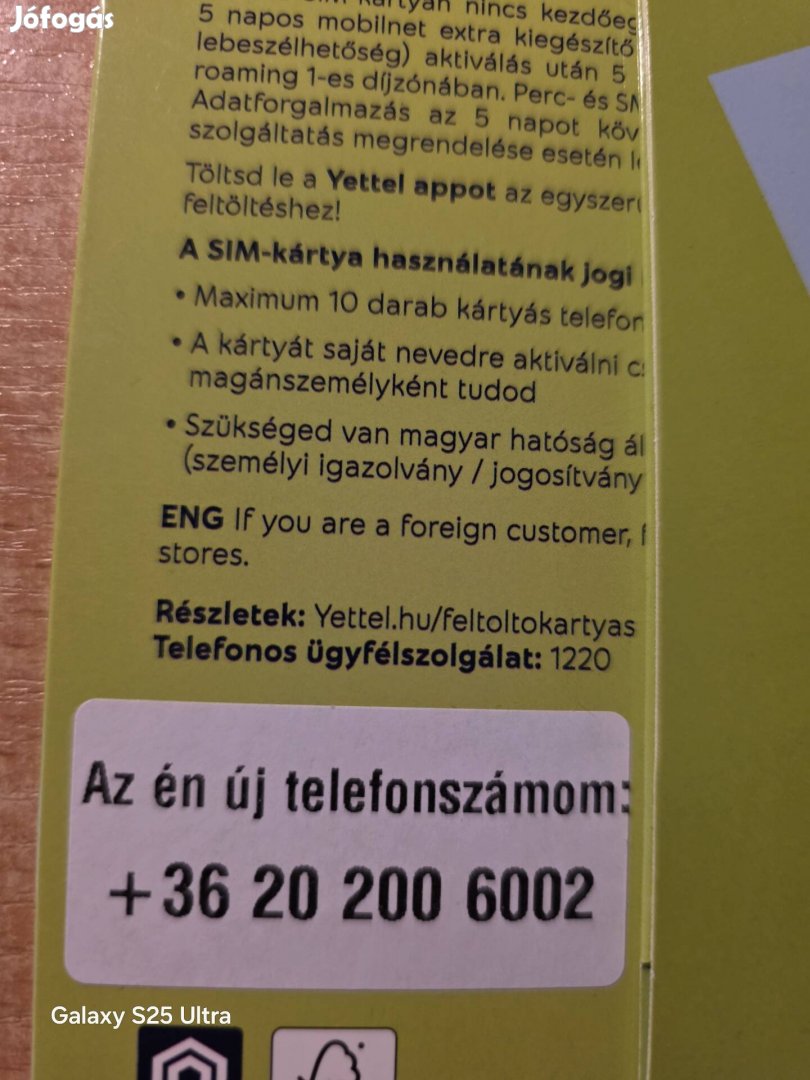 Jófogás
nincs
5 napos mobilnet extra kiegészítő
lebeszélhetőség) aktiválás után 5
roaming 1-es díjzónában. Perc- és SM
Adatforgalmazás az 5 napot köv
szolgáltatás megrendelése esetén
Töltsd le a Yettel appot az egyszerű
feltöltéshez!
A SIM-kártya használatának jogi
• Maximum 10 darab kártyás telefon
• A kártyát saját nevedre aktiválni
magánszemélyként tudod
• Szükséged van magyar hatóság ál
(személyi igazolvány / jogosítvány
ENG If you are a foreign customer,
stores.
Részletek: Yettel.hu/feltoltokartyas
Telefonos ügyfélszolgálat: 1220
Az én új telefonszámom:
+36 20 200 6002
Galaxy S25 Ultra